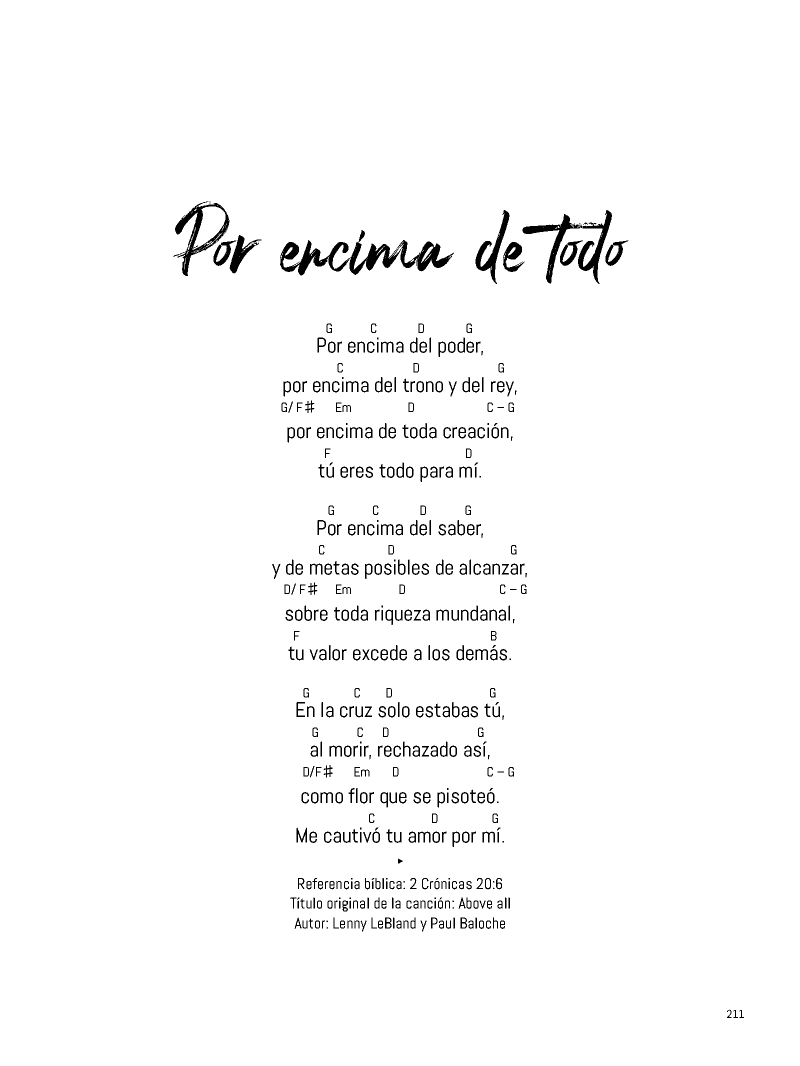 Por encima de todo
G C D G
Por encima del poder,
C D G
por encima del trono y del rey,
G/F♯ Em D C – G
por encima de toda creación,
F D
tú eres todo para mí.
G C D G
Por encima del saber,
C D G
y de metas posibles de alcanzar,
D/F♯ Em D C – G
sobre toda riqueza mundanal,
F B
tu valor excede a los demás.
G C D G
En la cruz solo estabas tú,
G C D G
al morir, rechazado así,
D/F♯ Em D C – G
como flor que se pisoteó.
C D G
Me cautivó tu amor por mí.
Referencia bíblica: 2 Crónicas 20:6
Título original de la canción: Above all
Autor: Lenny LeBland y Paul Baloche
211